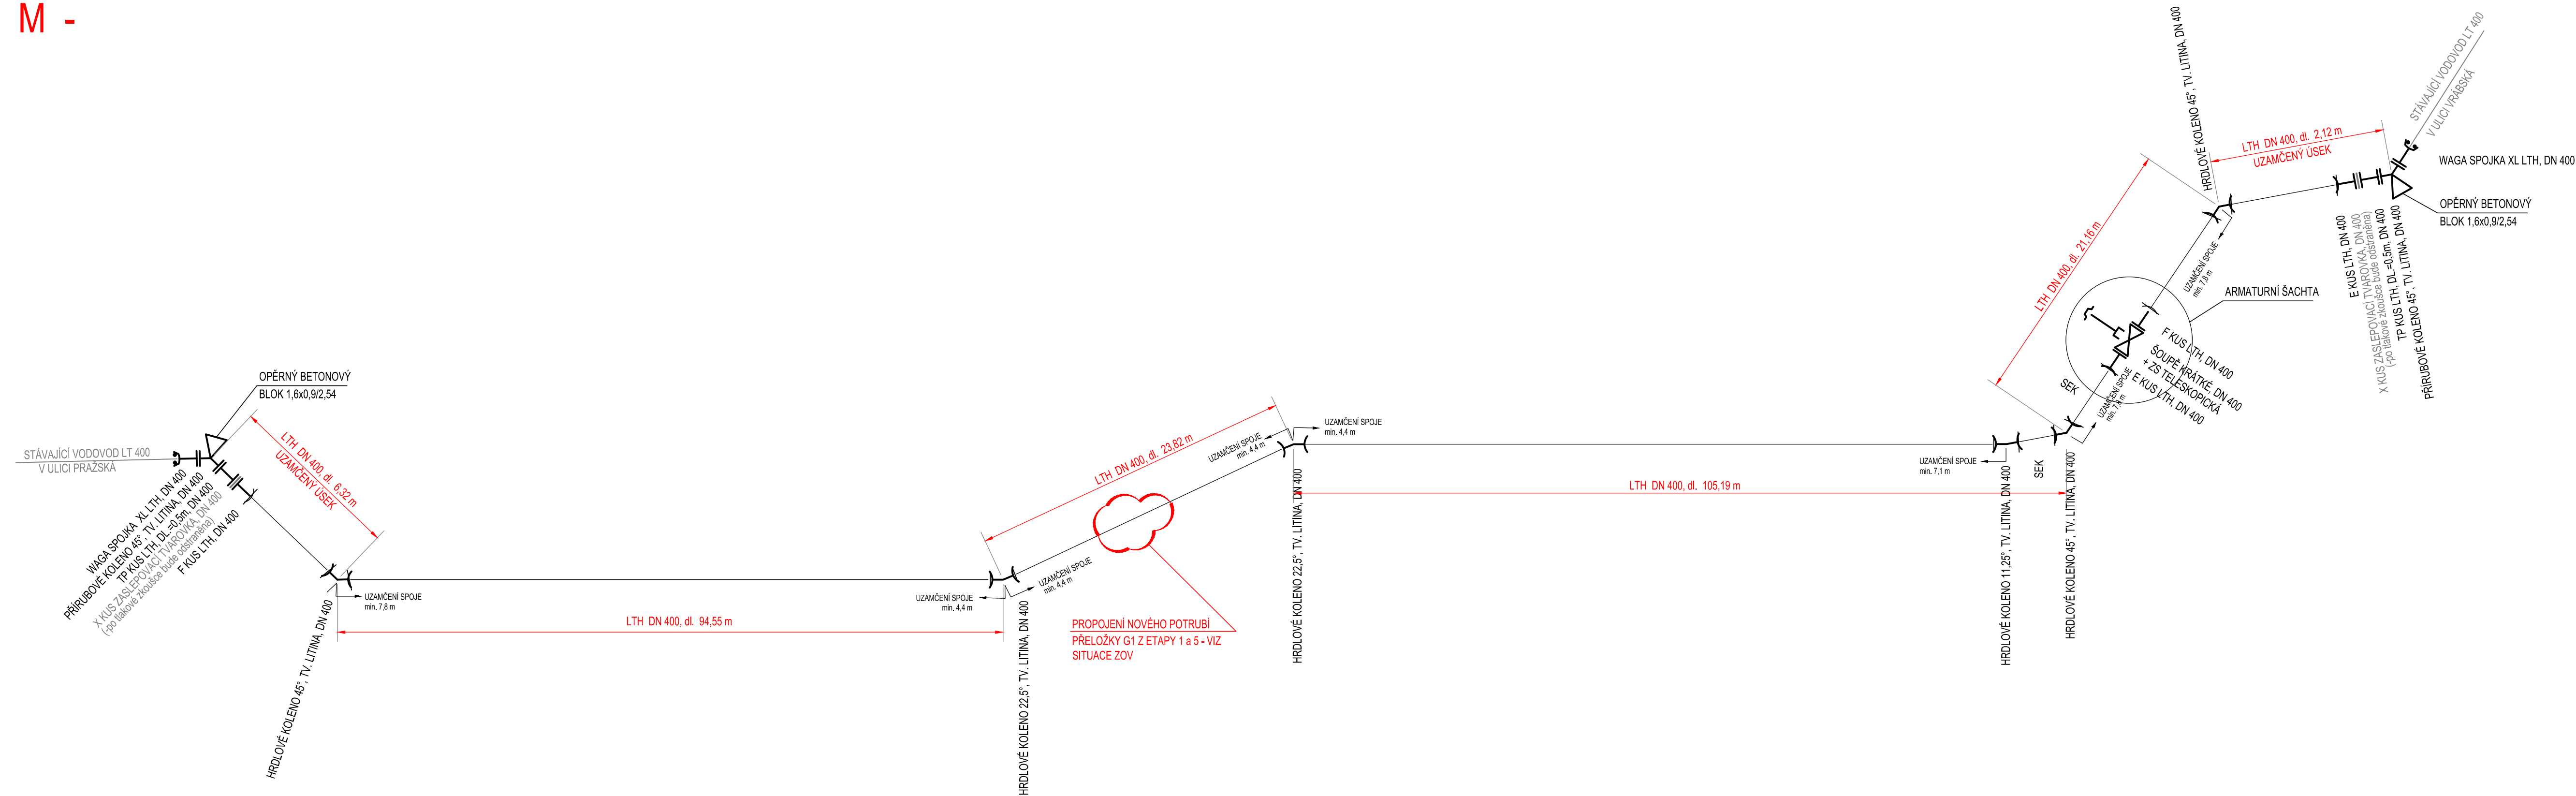 M -
STÁVAJÍCÍ VODOVOD LT 400
V ULICI PRAŽSKÁ
OPĚRNÝ BETONOVÝ
BLOK 1,6x0,9/2,54
LTH DN 400, dl. 6,32 m
UZAMČENÝ ÚSEK
WAGA SPOJKA XL LTH, DN 400
PŘÍRUBOVÉ KOLENO 45°, TV. LITINA, DN 400
TP KUS LTH, DL.=0,5m, DN 400
X KUS ZASLEPOVACÍ TVAROVKA, DN 400
(-po tlakové zkoušce bude odstraněna)
F KUS LTH, DN 400
HRDLOVÉ KOLENO 45°, TV. LITINA, DN 400
UZAMČENÍ SPOJE
min. 7,8 m
LTH DN 400, dl. 94,55 m
UZAMČENÍ SPOJE
min. 4,4 m
HRDLOVÉ KOLENO 22,5°, TV. LITINA, DN 400
UZAMČENÍ SPOJE
min. 4,4 m
LTH DN 400, dl. 23,82 m
PROPOJENÍ NOVÉHO POTRUBÍ
PŘELOŽKY G1 Z ETAPY 1 a 5 - VIZ
SITUACE ZOV
UZAMČENÍ SPOJE
min. 4,4 m
UZAMČENÍ SPOJE
min. 4,4 m
HRDLOVÉ KOLENO 22,5°, TV. LITINA, DN 400
LTH DN 400, dl. 105,19 m
UZAMČENÍ SPOJE
min. 7,1 m
HRDLOVÉ KOLENO 11,25°, TV. LITINA, DN 400
SEK
HRDLOVÉ KOLENO 45°, TV. LITINA, DN 400
UZAMČENÍ SPOJE
min. 7,8 m
SEK
LTH DN 400, dl. 21,16 m
F KUS LTH, DN 400
ŠOUPĚ KRÁTKÉ, DN 400
+ ZS TELESKOPICKÁ
E KUS LTH, DN 400
ARMATURNÍ ŠACHTA
UZAMČENÍ SPOJE
min. 7,8 m
HRDLOVÉ KOLENO 45°, TV. LITINA, DN 400
LTH DN 400, dl. 2,12 m
UZAMČENÝ ÚSEK
E KUS LTH, DN 400
X KUS ZASLEPOVACÍ TVAROVKA, DN 400
(-po tlakové zkoušce bude odstraněna)
TP KUS LTH, DL.=0,5m, DN 400
PŘÍRUBOVÉ KOLENO 45°, TV. LITINA, DN 400
STÁVAJÍCÍ VODOVOD LT 400
V ULICI VRÁBSKÁ
WAGA SPOJKA XL LTH, DN 400
OPĚRNÝ BETONOVÝ
BLOK 1,6x0,9/2,54